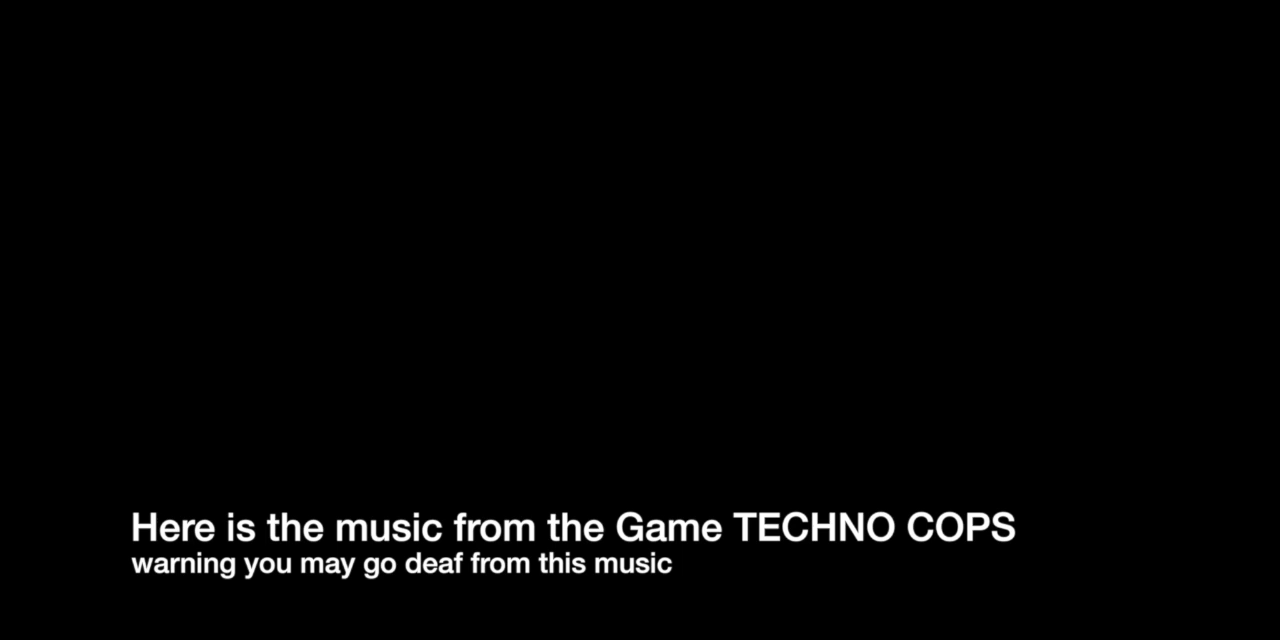 Here is the music from the Game TECHNO COPS
warning you may go deaf from this music